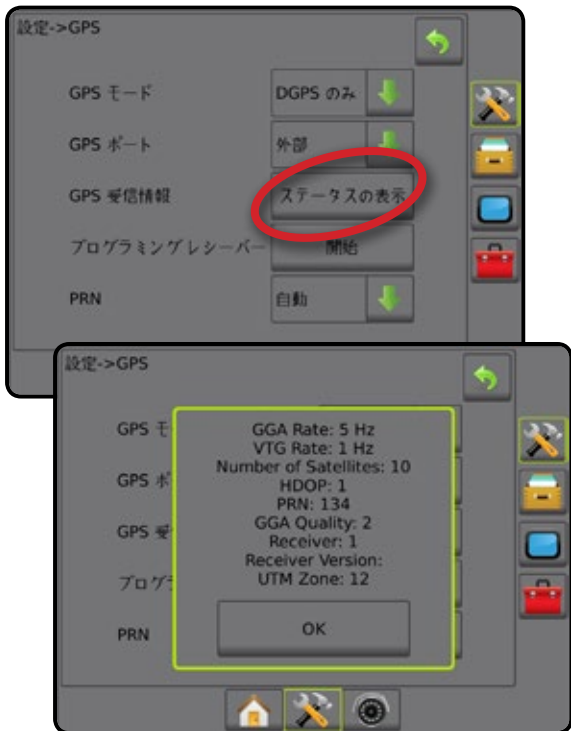 設定->GPS
GPS モード
DGPS のみ
GPS ポート
外部
GPS 受信情報
ステータスの表示
プログラミングレシーバー
開始
PRN
自動
設定->GPS
GPS モ
GPS ポ
GPS 受
プログ
PRN
GGA Rate: 5 Hz
VTG Rate: 1 Hz
Number of Satellites: 10
HDOP: 1
PRN: 134
GGA Quality: 2
Receiver: 1
Receiver Version:
UTM Zone: 12
OK